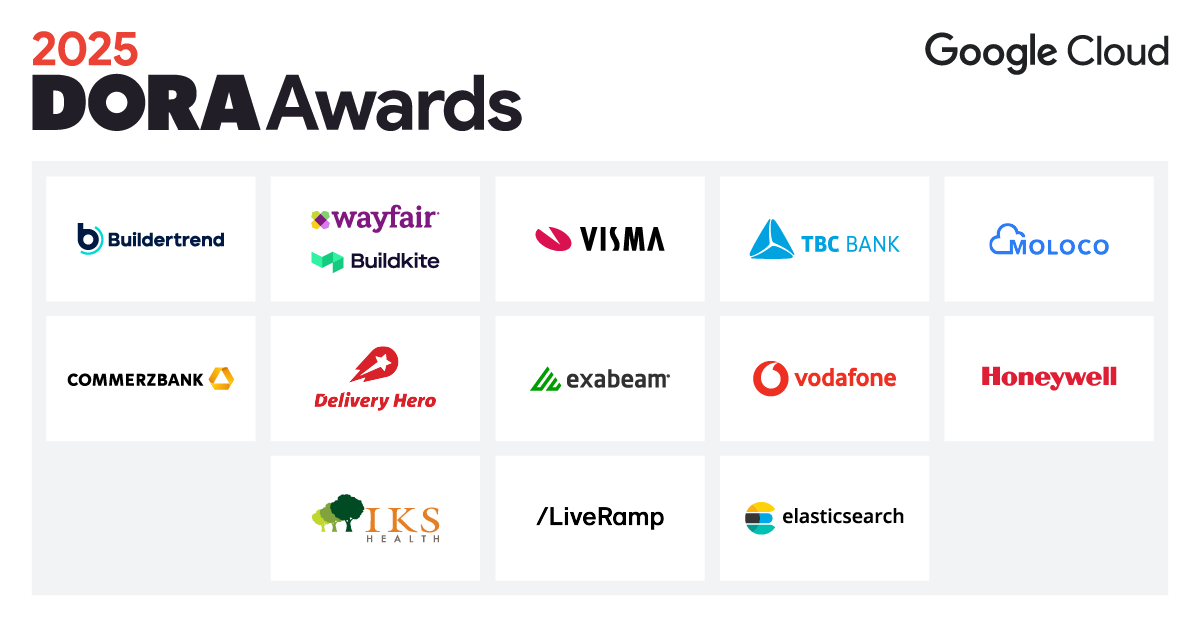 2025
DORA Awards
Google Cloud
Buildertrend
wayfair
Buildkite
VISMA
TBC BANK
MOLOCO
COMMERZBANK
Delivery Hero
exabeam
vodafone
Honeywell
IKS
HEALTH
/LiveRamp
elasticsearch